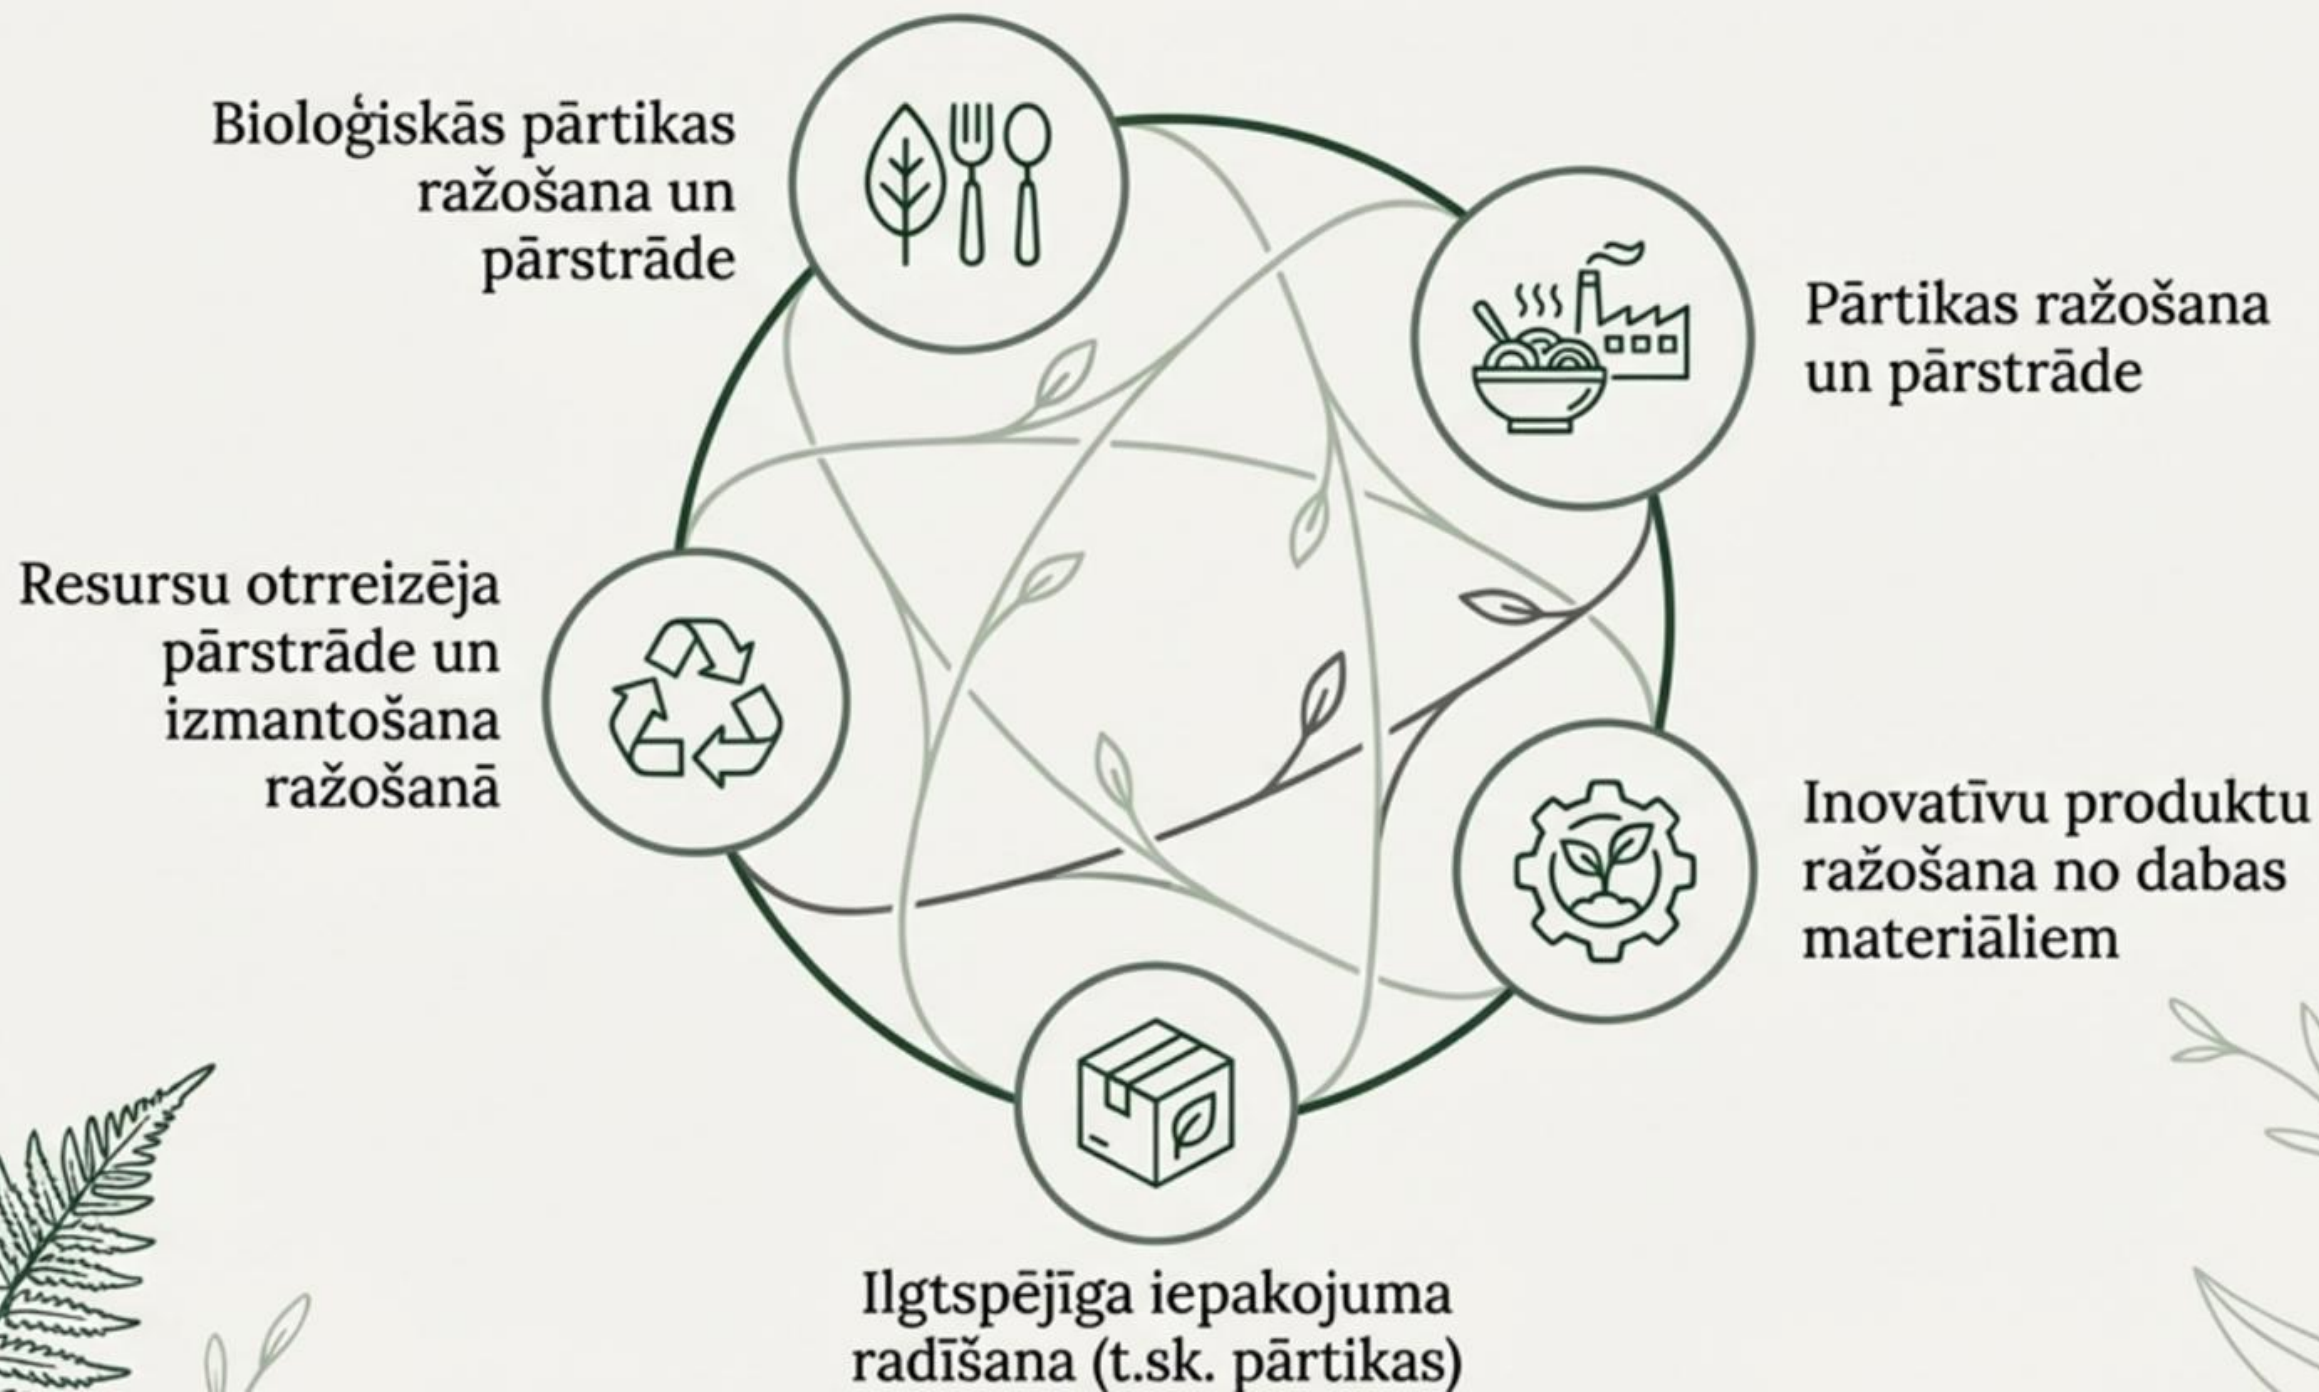 Bioloģiskās pārtikas
ražošana un
pārstrāde
Pārtikas ražošana
un pārstrāde
Resursu otrreizēja
pārstrāde un
izmantošana
ražošanā
Inovatīvu produktu
ražošana no dabas
materiāliem
Ilgtspējīga iepakojuma
radīšana (t.sk. pārtikas)